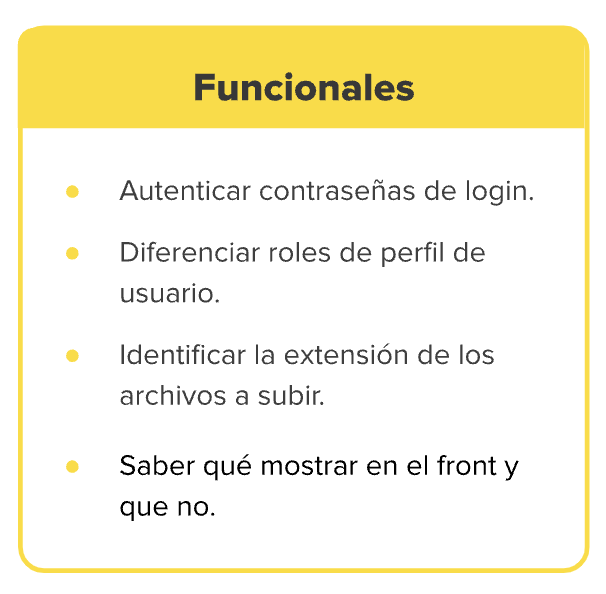 Funcionales
Autenticar contraseñas de login.
Diferenciar roles de perfil de
usuario.
Identificar la extensión de los
archivos a subir.
Saber qué mostrar en el front y
que no.